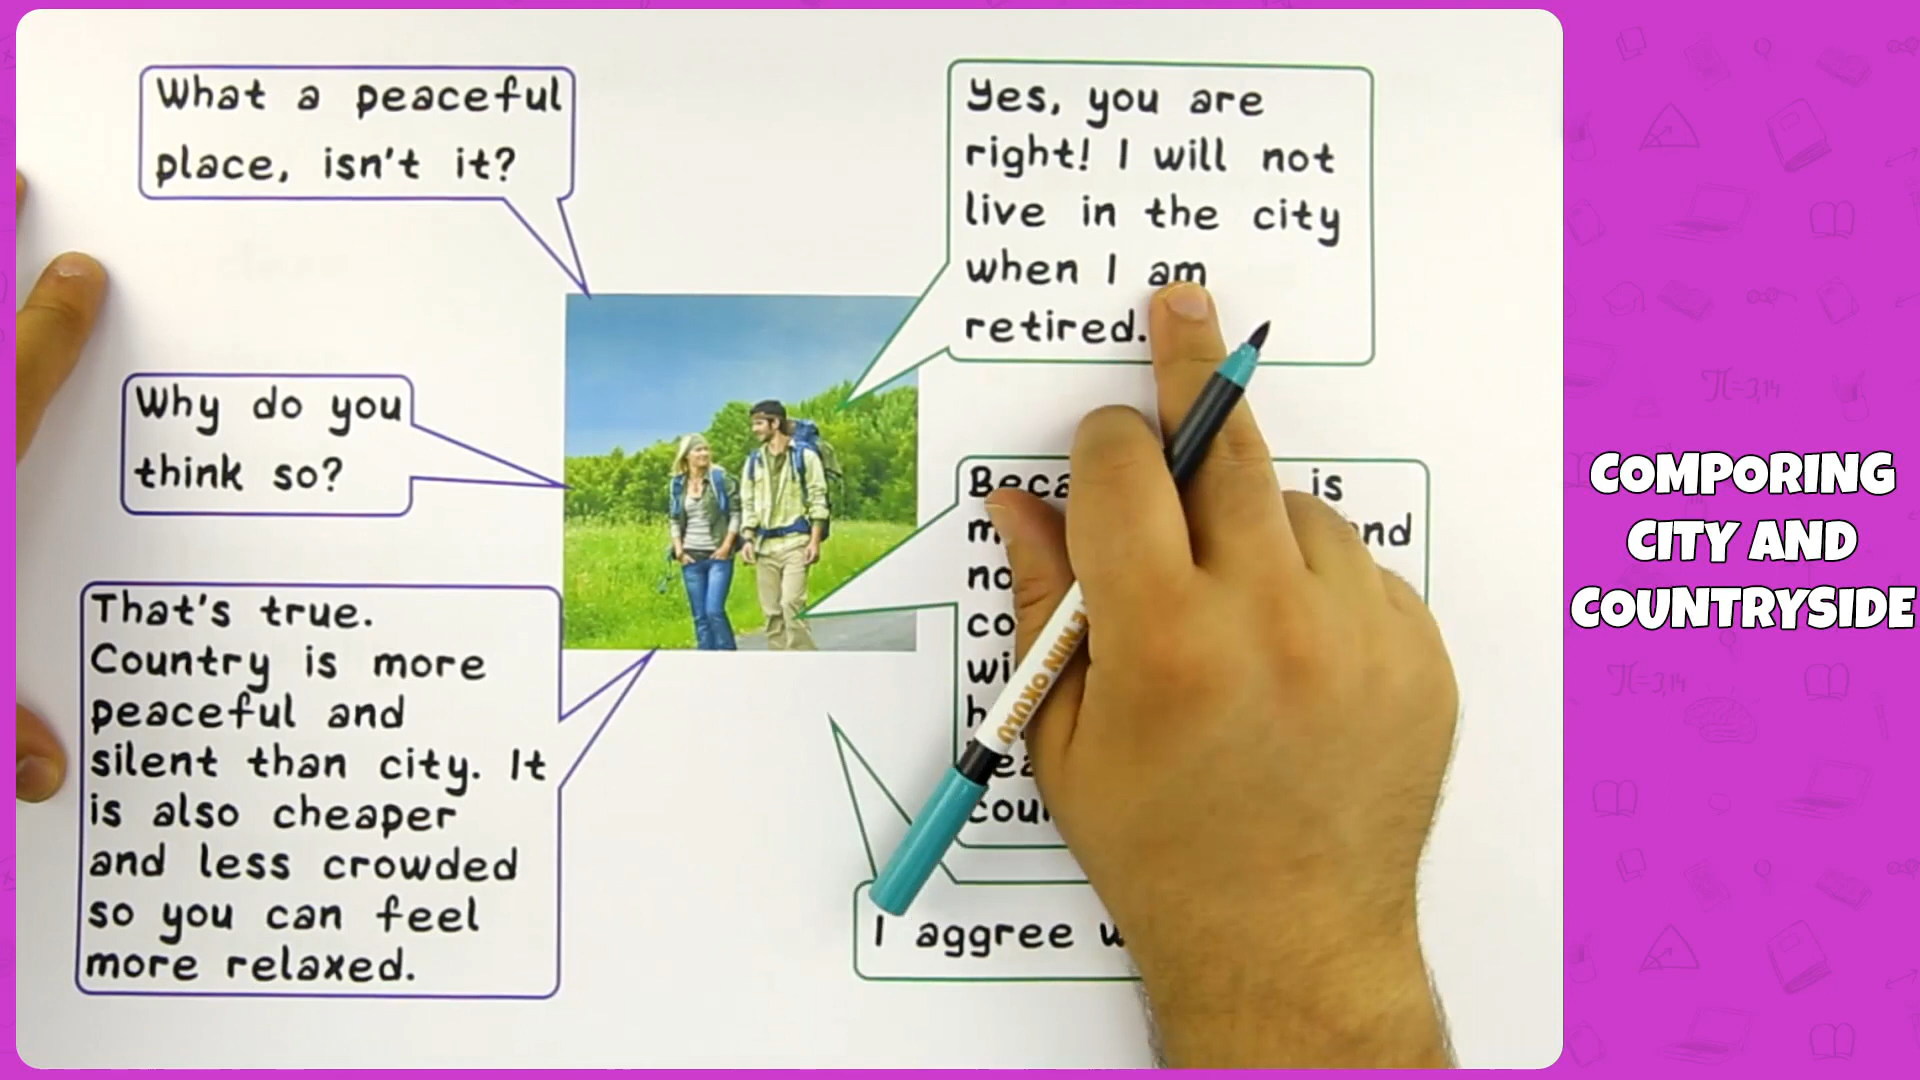 What a peaceful
place, isn't it?
Yes, you are
right! I will not
live in the city
when I am
retired.
Why do you
think so?
is
That's true.
Country is more
peaceful and
silent than city. It
is also cheaper
and less crowded
so you can feel
more relaxed.
I aggree
NIN OKULU
COMPORING
CITY AND
COUNTRYSIDE